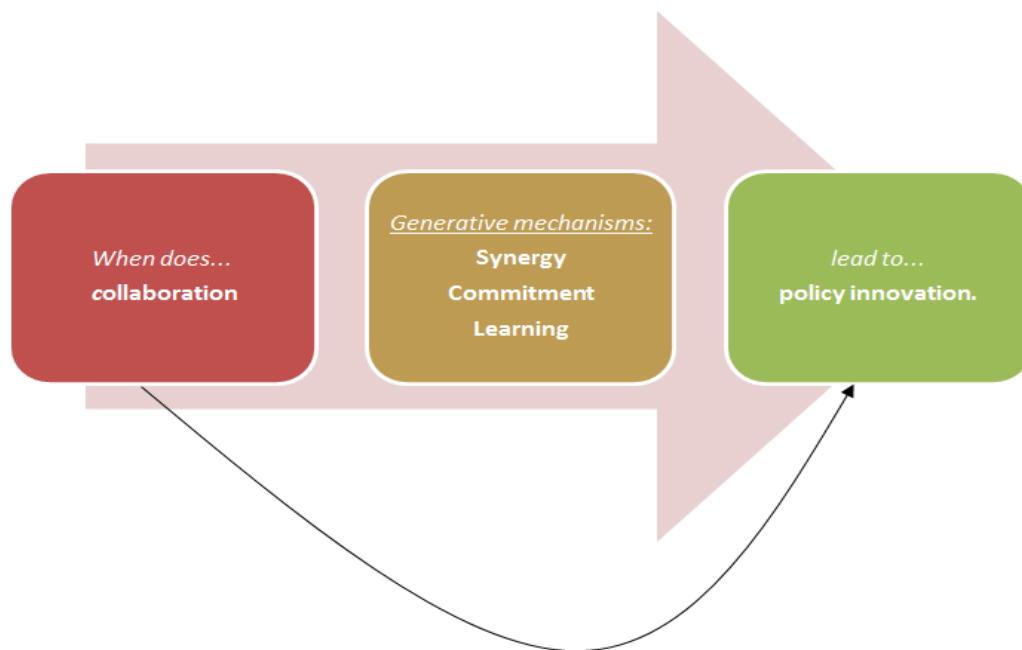 When does…
collaboration
Generative mechanisms:
Synergy
Commitment
Learning
lead to…
policy innovation.